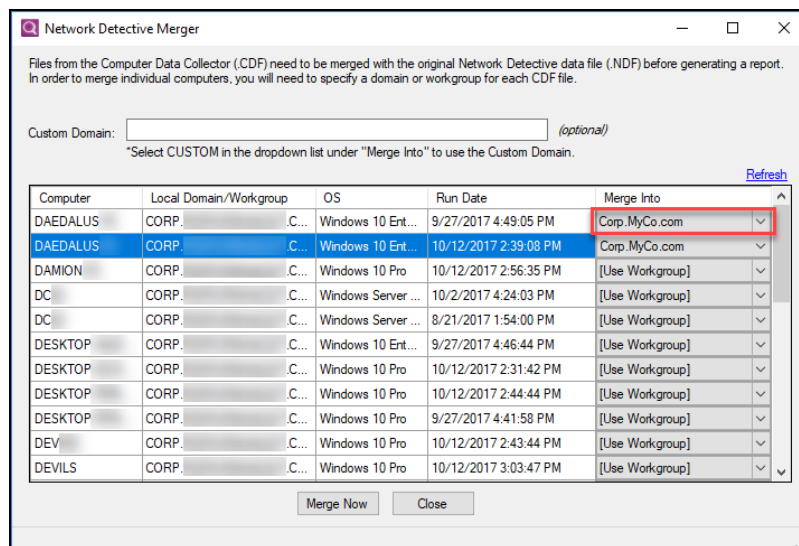 Network Detective Merger
Files from the Computer Data Collector (.CDF) need to be merged with the original Network Detective data file (.NDF) before generating a report.
In order to merge individual computers, you will need to specify a domain or workgroup for each CDF file.
Custom Domain: (optional)
*Select CUSTOM in the dropdown list under "Merge Into" to use the Custom Domain.
Refresh
Computer Local Domain/Workgroup OS Run Date Merge Into
DAEDALUS CORP. .C... Windows 10 Ent... 9/27/2017 4:49:05 PM Corp.MyCo.com
DAEDALUS CORP. .C... Windows 10 Ent... 10/12/2017 2:39:08 PM Corp.MyCo.com
DAMION CORP. .C... Windows 10 Pro 10/12/2017 2:56:35 PM [Use Workgroup]
DC CORP. .C... Windows Server ... 10/2/2017 4:24:03 PM [Use Workgroup]
DC CORP. .C... Windows Server ... 8/21/2017 1:54:00 PM [Use Workgroup]
DESKTOP CORP. .C... Windows 10 Ent... 9/27/2017 4:46:44 PM [Use Workgroup]
DESKTOP CORP. .C... Windows 10 Pro 10/12/2017 2:31:42 PM [Use Workgroup]
DESKTOP CORP. .C... Windows 10 Pro 10/12/2017 2:44:44 PM [Use Workgroup]
DESKTOP CORP. .C... Windows 10 Pro 9/27/2017 4:41:58 PM [Use Workgroup]
DEV CORP. .C... Windows 10 Pro 10/12/2017 2:43:44 PM [Use Workgroup]
DEVILS CORP. .C... Windows 10 Pro 10/12/2017 3:03:47 PM [Use Workgroup]
Merge Now Close